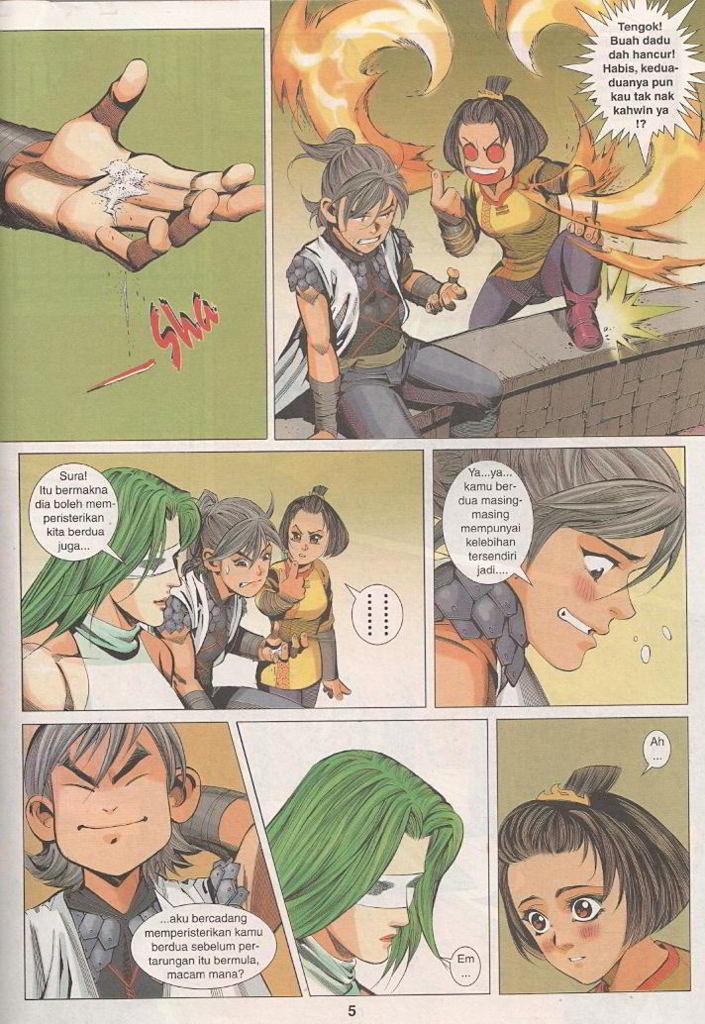 Sha
Tengok!
Buah dadu
dah hancur!
Habis, kedua-
duanya pun
kau tak nak
kahwin ya
!?
Sura!
Itu bermakna
dia boleh mem-
peristerikan
kita berdua
juga...
Ya...ya...
kamu ber-
dua masing-
masing
mempunyai
kelebihan
tersendiri
jadi....
...aku bercadang
memperisterikan kamu
berdua sebelum per-
tarungan itu bermula,
macam mana?
Em
...
Ah
...
5